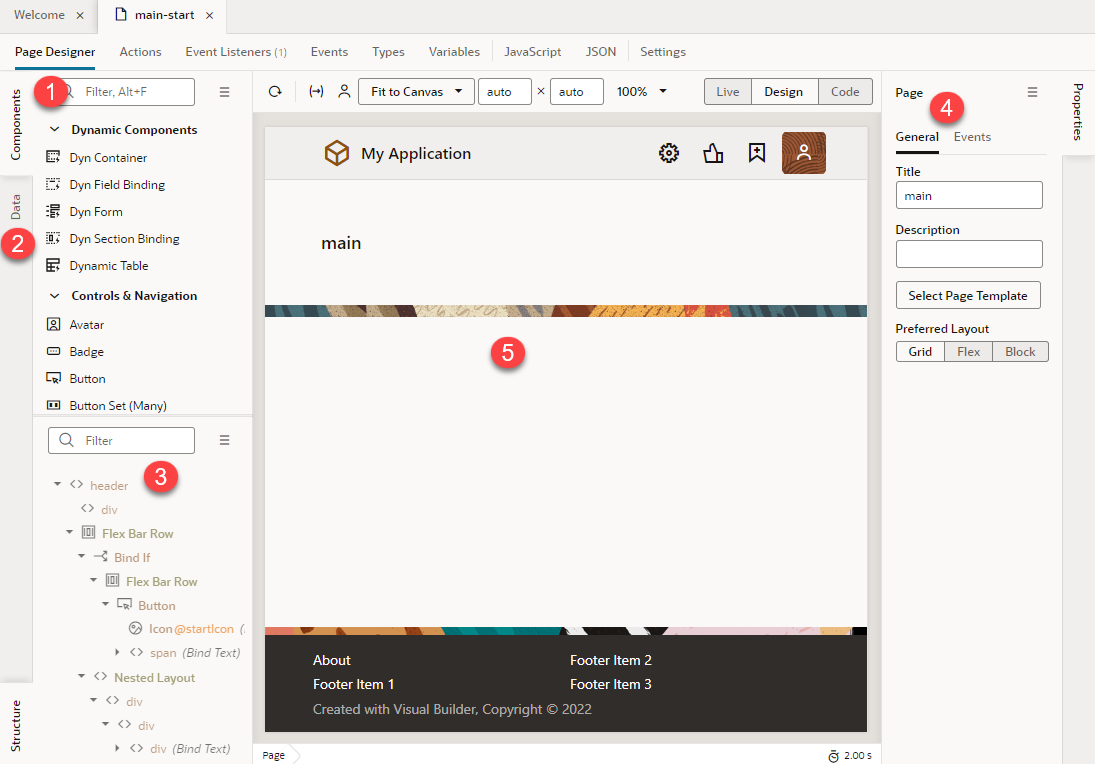 Welcome × main-start ×
Page Designer Actions Event Listeners (1) Events Types Variables JavaScript JSON Settings
Components
1
Filter, Alt+F
Dynamic Components
Dyn Container
Dyn Field Binding
Dyn Form
Dyn Section Binding
Dynamic Table
Controls & Navigation
Avatar
Badge
Button
Button Set (Many)
Data
2
Filter
3
header
div
Flex Bar Row
Bind If
Flex Bar Row
Button
Icon @startIcon (
span (Bind Text)
Nested Layout
div
div
div (Bind Text)
Structure
Fit to Canvas auto × auto 100% Live Design Code
My Application
main
5
About Footer Item 2
Footer Item 1 Footer Item 3
Created with Visual Builder, Copyright © 2022
Page 2.00 s
Page
4
General Events
Title
main
Description
Select Page Template
Preferred Layout
Grid Flex Block
Properties